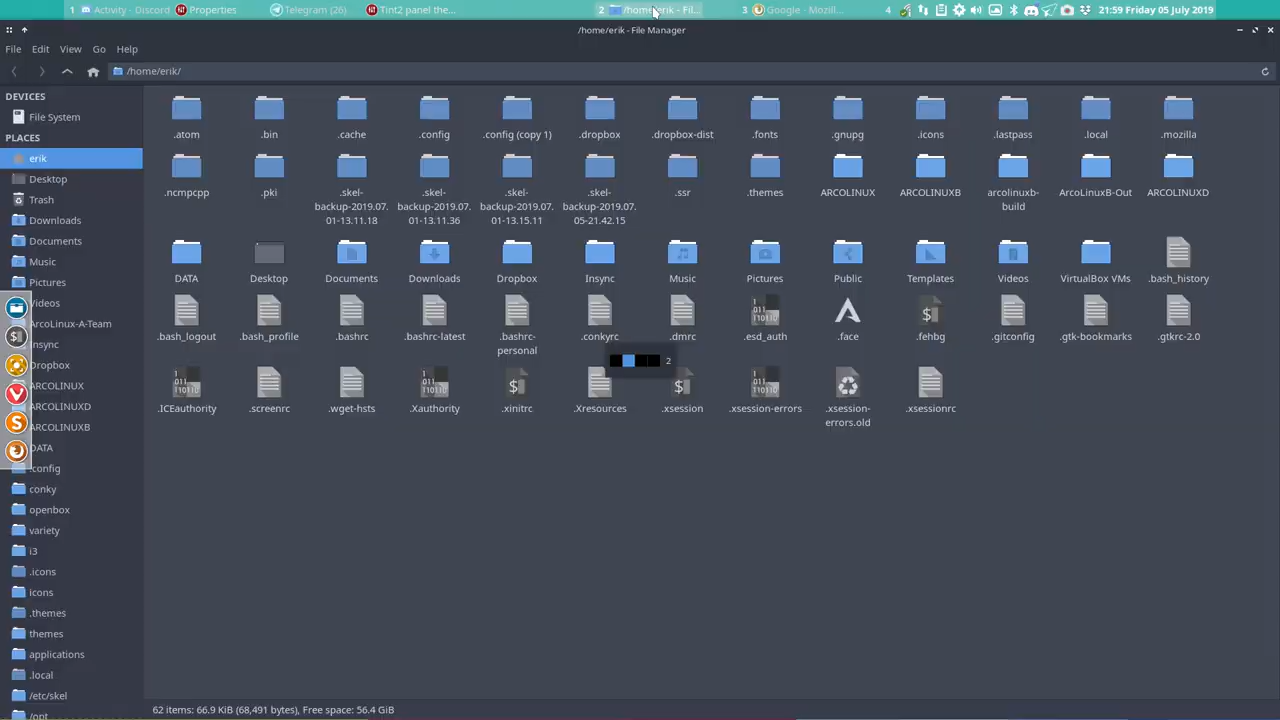 1 Activity - Discord Properties Telegram (26) Tint2 panel the... 2 /home/erik - Fil... 3 Google - Mozill... 4 21:59 Friday 05 July 2019
/home/erik - File Manager
File Edit View Go Help
/home/erik/
DEVICES
File System
PLACES
erik
Desktop
Trash
Downloads
Documents
Music
Pictures
Videos
ArcoLinux-A-Team
Insync
Dropbox
ARCOLINUX
ARCOLINUXD
ARCOLINUXB
DATA
.config
conky
openbox
variety
i3
.icons
icons
.themes
themes
applications
.local
/etc/skel
/opt
.atom .bin .cache .config .config (copy 1) .dropbox .dropbox-dist .fonts .gnupg .icons .lastpass .local .mozilla
.ncmpcpp .pki .skel- .skel- .skel- .skel- .ssr .themes ARCOLINUX ARCOLINUXB arcolinuxb- ArcoLinuxB-Out ARCOLINUXD
backup-2019.07. backup-2019.07. backup-2019.07. backup-2019.07. build
01-13.11.18 01-13.11.36 01-13.15.11 05-21.42.15
DATA Desktop Documents Downloads Dropbox Insync Music Pictures Public Templates Videos VirtualBox VMs .bash_history
.bash_logout .bash_profile .bashrc .bashrc-latest .bashrc- .conkyrc .dmrc .esd_auth .face .fehbg .gitconfig .gtk-bookmarks .gtkrc-2.0
personal
2
.ICEauthority .screenrc .wget-hsts .Xauthority .xinitrc .Xresources .xsession .xsession-errors .xsession- .xsessionrc
errors.old
62 items: 66.9 KiB (68,491 bytes), Free space: 56.4 GiB